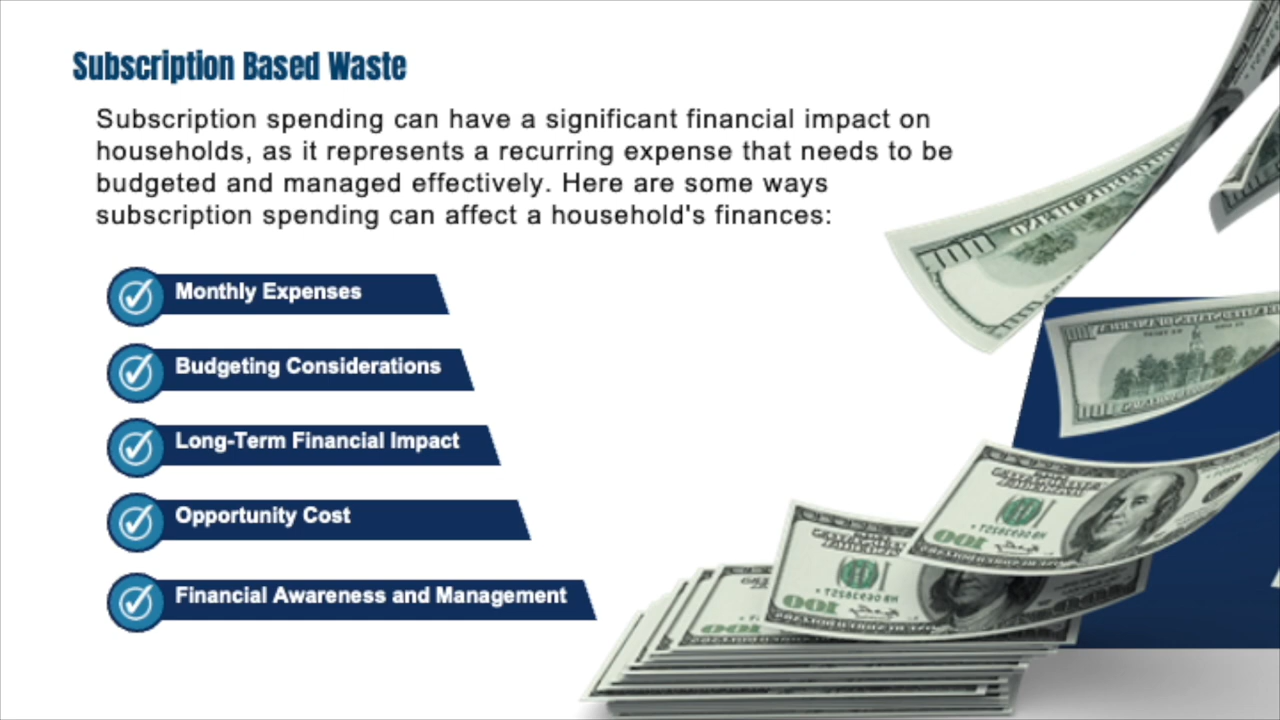 Subscription Based Waste
Subscription spending can have a significant financial impact on
households, as it represents a recurring expense that needs to be
budgeted and managed effectively. Here are some ways
subscription spending can affect a household's finances:
Monthly Expenses
Budgeting Considerations
Long-Term Financial Impact
Opportunity Cost
Financial Awareness and Management